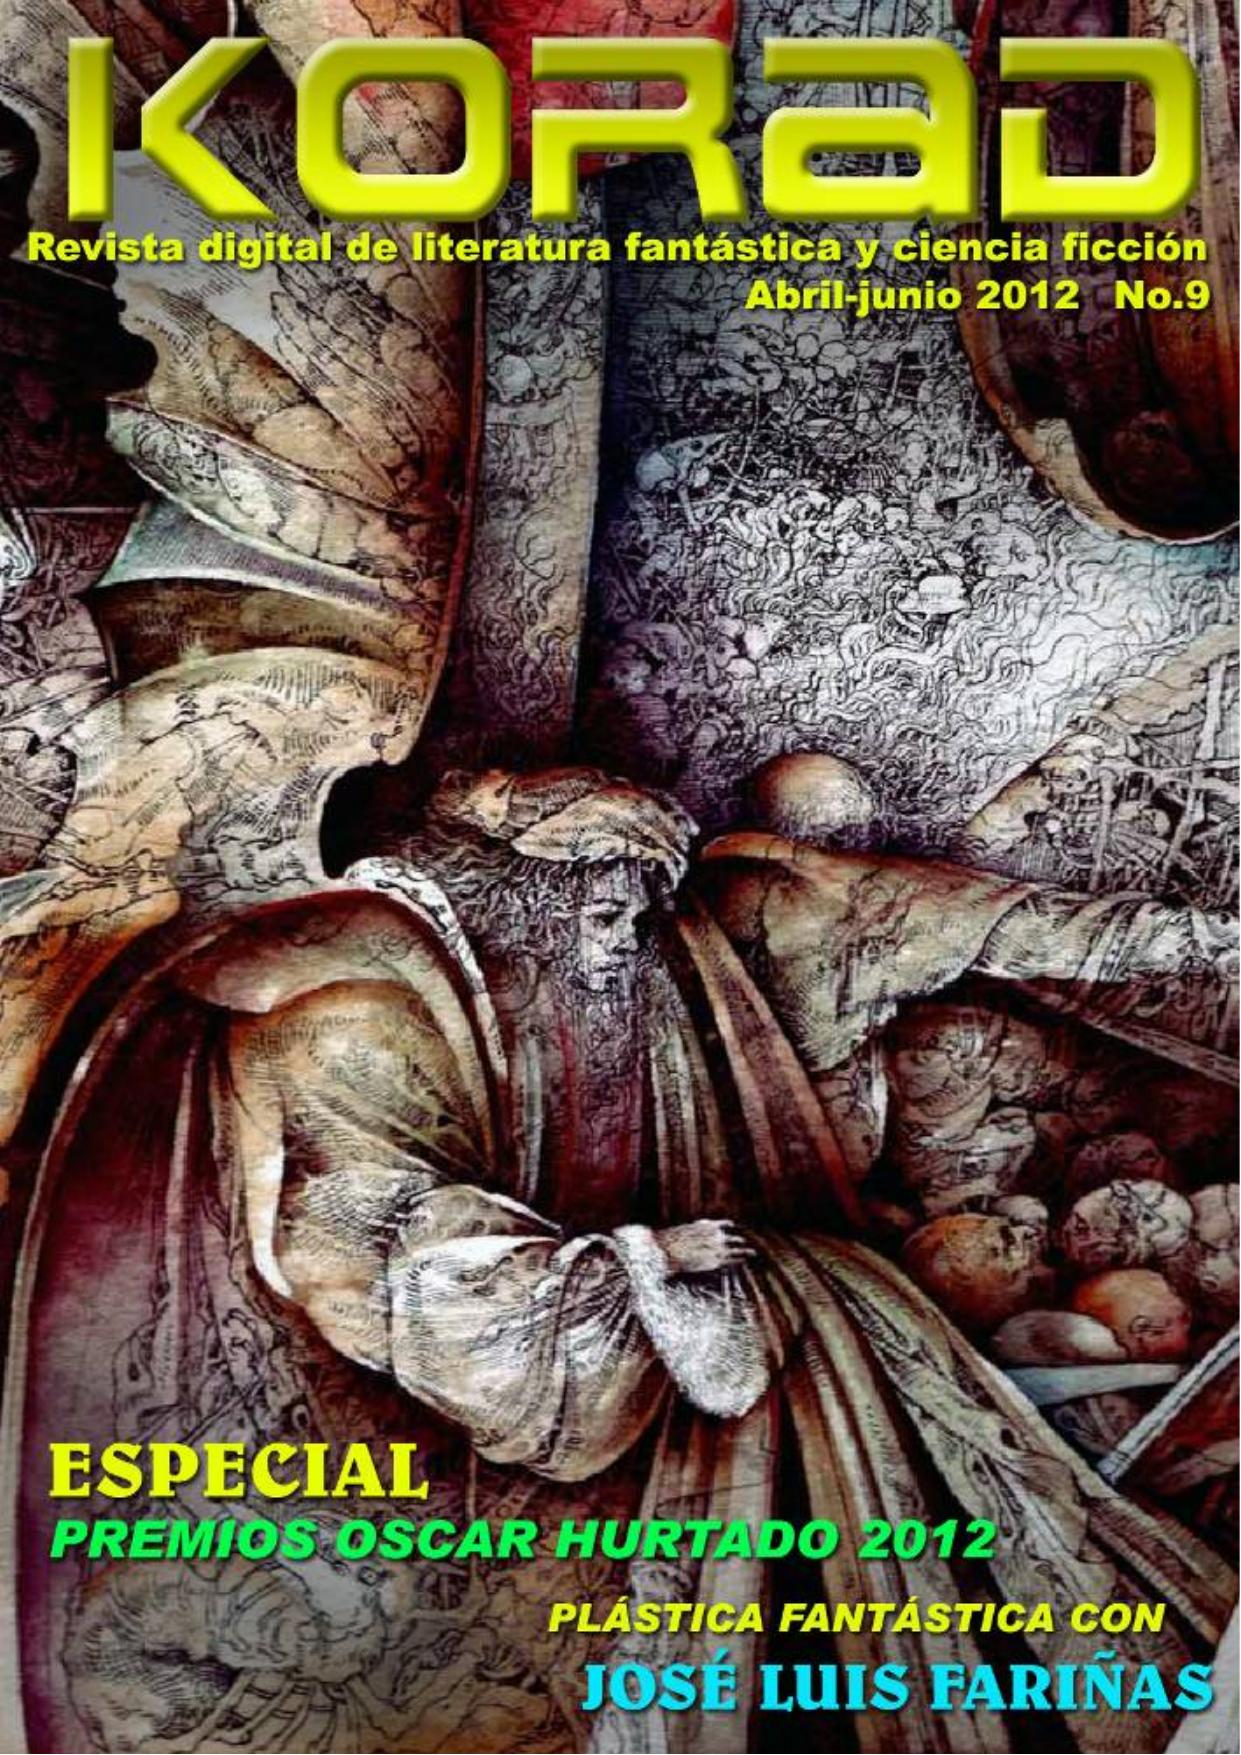 KORaD
Revista digital de literatura fantástica y ciencia ficción
Abril-junio 2012 No.9
ESPECIAL
PREMIOS OSCAR HURTADO 2012
PLÁSTICA FANTÁSTICA CON
JOSÉ LUIS FARIÑAS